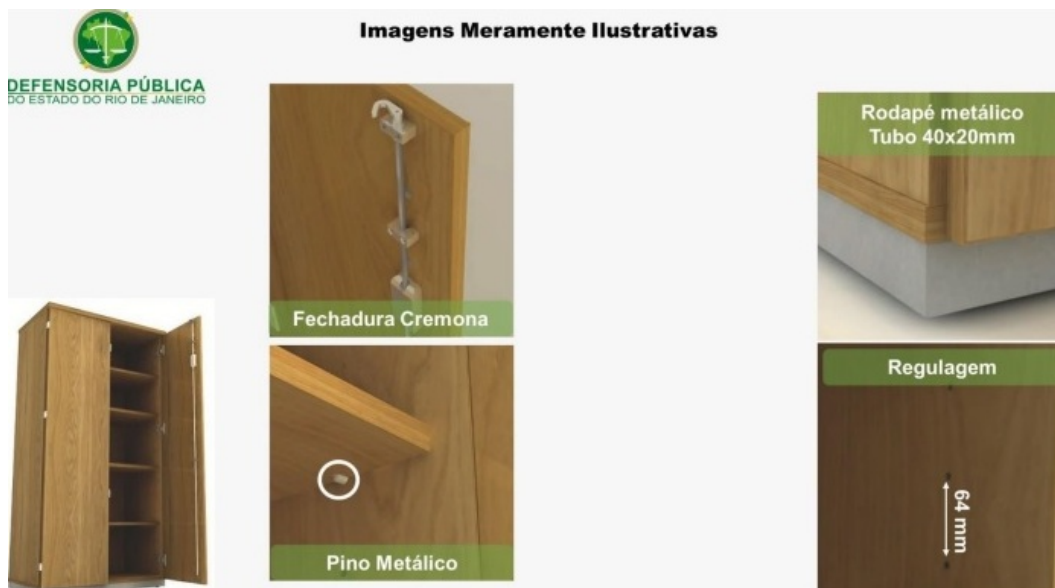 Imagens Meramente Ilustrativas
DEFENSORIA PÚBLICA
DO ESTADO DO RIO DE JANEIRO
Rodapé metálico
Tubo 40x20mm
Fechadura Cremona
Regulagem
64 mm
Pino Metálico